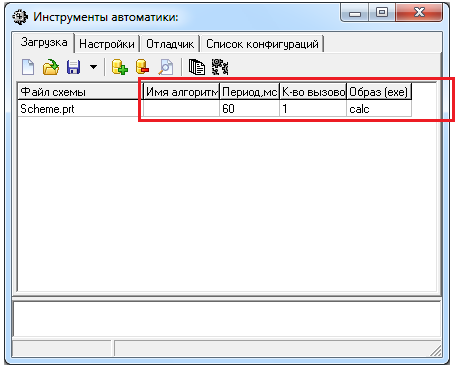 Инструменты автоматики:
Загрузка Настройки Отладчик Список конфигураций
Файл схемы Имя алгоритм Период,мс К-во вызово Образ (exe)
Scheme.prt 60 1 calc